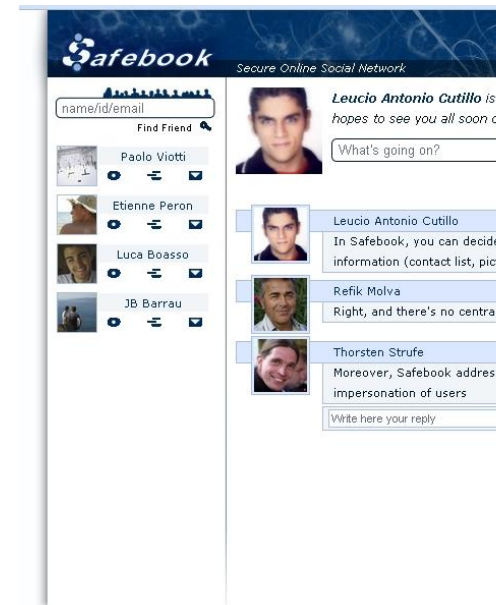 Safebook
Secure Online Social Network
name/id/email
Find Friend
Paolo Viotti
Etienne Peron
Luca Boasso
JB Barrau
Leucio Antonio Cutillo is
hopes to see you all soon
What's going on?
Leucio Antonio Cutillo
In Safebook, you can decide
information (contact list,
Refik Molva
Right, and there's no
Thorsten Strufe
Moreover, Safebook
impersonation of users
Write here your reply